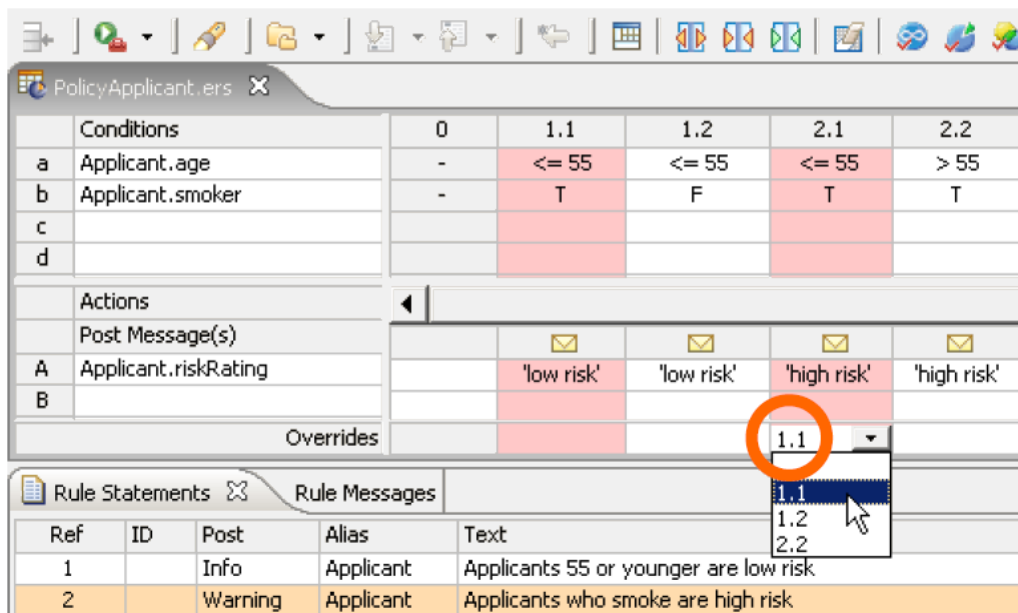 PolicyApplicant.ers
Conditions 0 1.1 1.2 2.1 2.2
a Applicant.age - <= 55 <= 55 <= 55 > 55
b Applicant.smoker - T F T T
c
d
Actions
Post Message(s)
A Applicant.riskRating 'low risk' 'low risk' 'high risk' 'high risk'
B
Overrides 1.1
1.1
1.2
2.2
Rule Statements Rule Messages
Ref ID Post Alias Text
1 Info Applicant Applicants 55 or younger are low risk
2 Warning Applicant Applicants who smoke are high risk